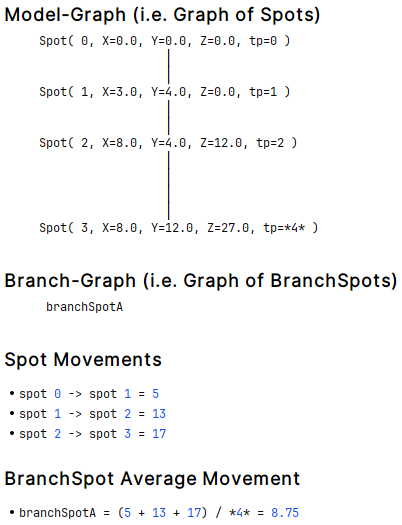 Model-Graph (i.e. Graph of Spots)
Spot( 0, X=0.0, Y=0.0, Z=0.0, tp=0 )
Spot( 1, X=3.0, Y=4.0, Z=0.0, tp=1 )
Spot( 2, X=8.0, Y=4.0, Z=12.0, tp=2 )
Spot( 3, X=8.0, Y=12.0, Z=27.0, tp=*4* )
Branch-Graph (i.e. Graph of BranchSpots)
branchSpotA
Spot Movements
• spot 0 -> spot 1 = 5
• spot 1 -> spot 2 = 13
• spot 2 -> spot 3 = 17
BranchSpot Average Movement
• branchSpotA = (5 + 13 + 17) / *4* = 8.75